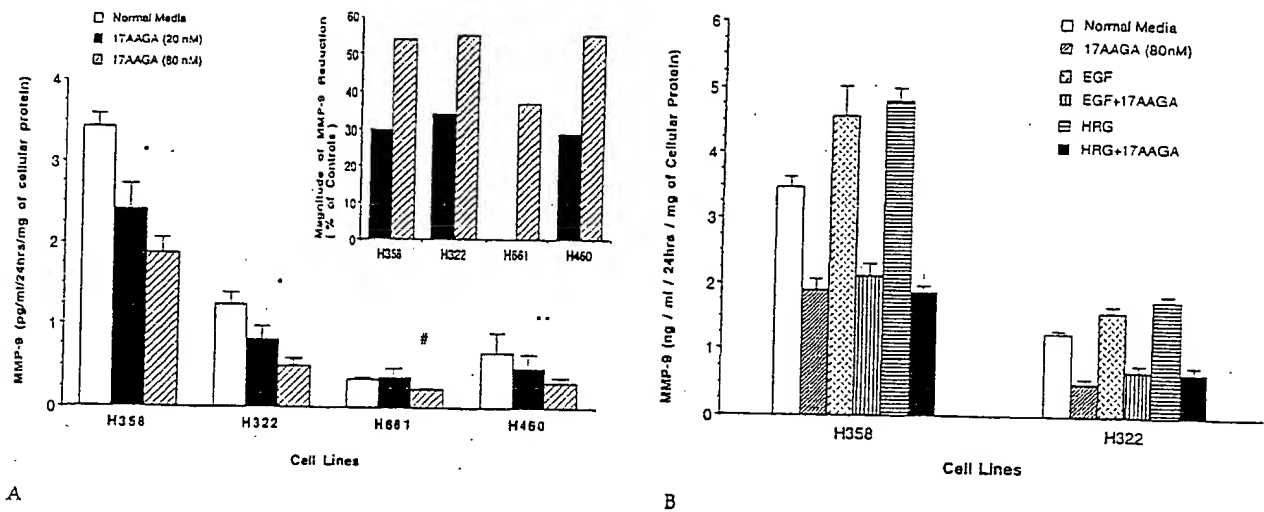 Normal Media
17AAGA (20 nM)
17AAGA (80 nM)
MMP-9 (pg/ml/24hrs/mg of cellular protein)
4
3
2
1
0
*
*
#
**
H358
H322
H661
H460
Cell Lines
Magnitude of MMP-9 Reduction
(% of Controls)
60
50
40
30
20
10
0
H358
H322
H661
H460
A
Normal Media
17AAGA (80nM)
EGF
EGF+17AAGA
HRG
HRG+17AAGA
MMP-9 (ng / ml / 24hrs / mg of Cellular Protein)
6
5
4
3
2
1
0
H358
H322
Cell Lines
B